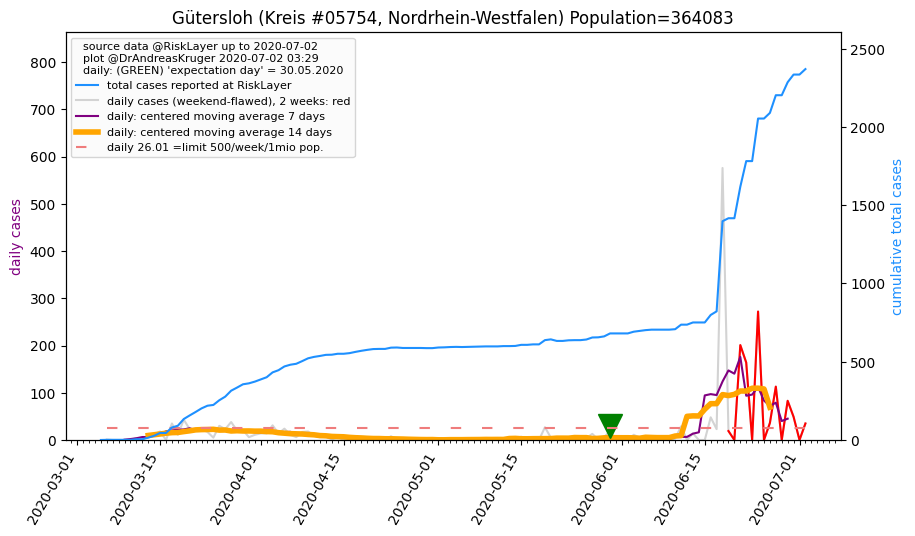 Gütersloh (Kreis #05754, Nordrhein-Westfalen) Population=364083
source data @RiskLayer up to 2020-07-02
plot @DrAndreasKruger 2020-07-02 03:29
daily: (GREEN) 'expectation day' = 30.05.2020
total cases reported at RiskLayer
daily cases (weekend-flawed), 2 weeks: red
daily: centered moving average 7 days
daily: centered moving average 14 days
daily 26.01 =limit 500/week/1mio pop.
daily cases
800
700
600
500
400
300
200
100
0
2500
2000
1500
1000
500
0
cumulative total cases
2020-03-01
2020-03-15
2020-04-01
2020-04-15
2020-05-01
2020-05-15
2020-06-01
2020-06-15
2020-07-01